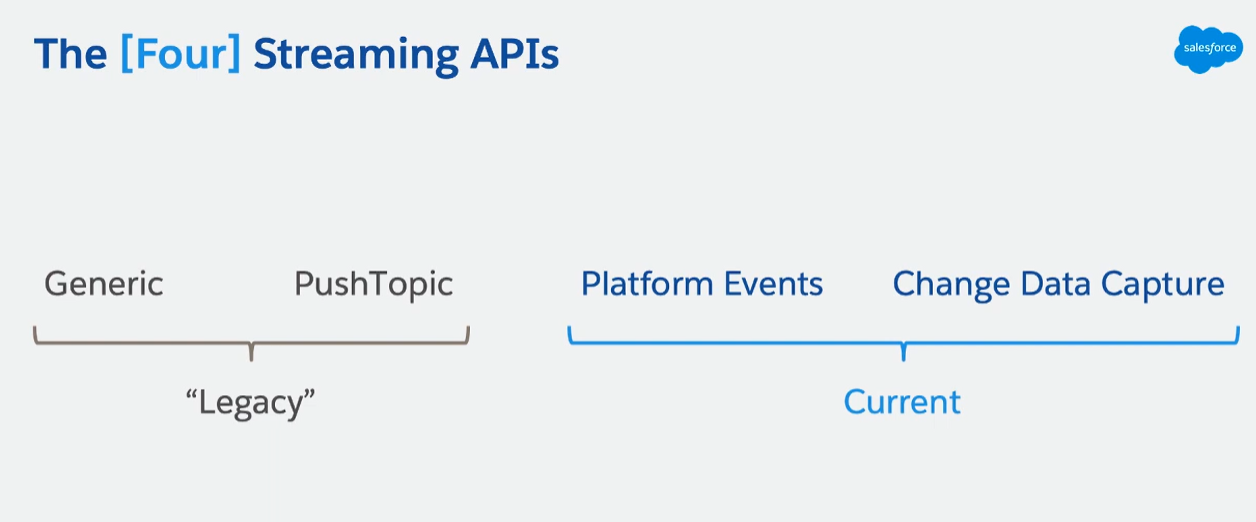 The [Four] Streaming APIs
salesforce
Generic
PushTopic
Platform Events
Change Data Capture
“Legacy”
Current